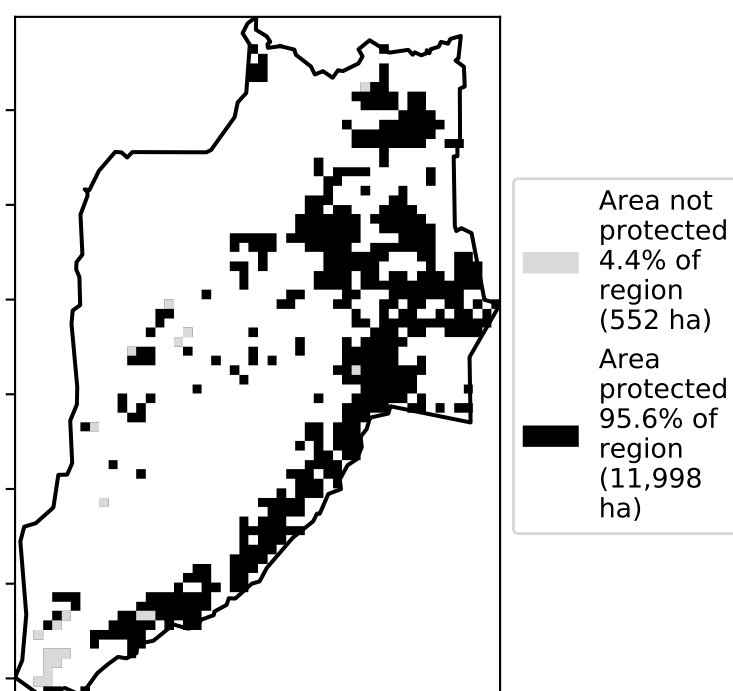 Area not
protected
4.4% of
region
(552 ha)
Area
protected
95.6% of
region
(11,998
ha)